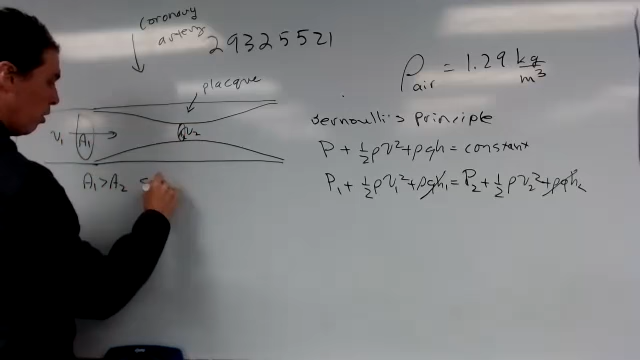 coronary
artery
29325521
ρair = 1.29 kg/m³
placque
Bernoulli's principle
v₁ A₁ v₂
P + ½ρv² + ρgh = constant
A₁ > A₂
P₁ + ½ρv₁² + ρgh₁ = P₂ + ½ρv₂² + ρgh₂